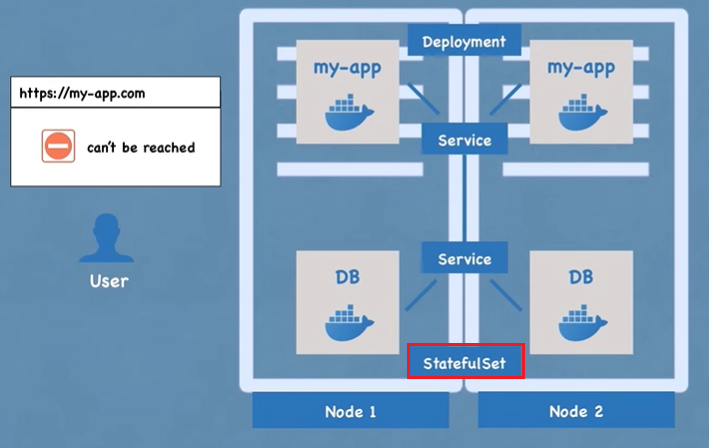 Deployment
my-app
my-app
https://my-app.com
can't be reached
Service
Service
User
DB
DB
StatefulSet
Node 1
Node 2